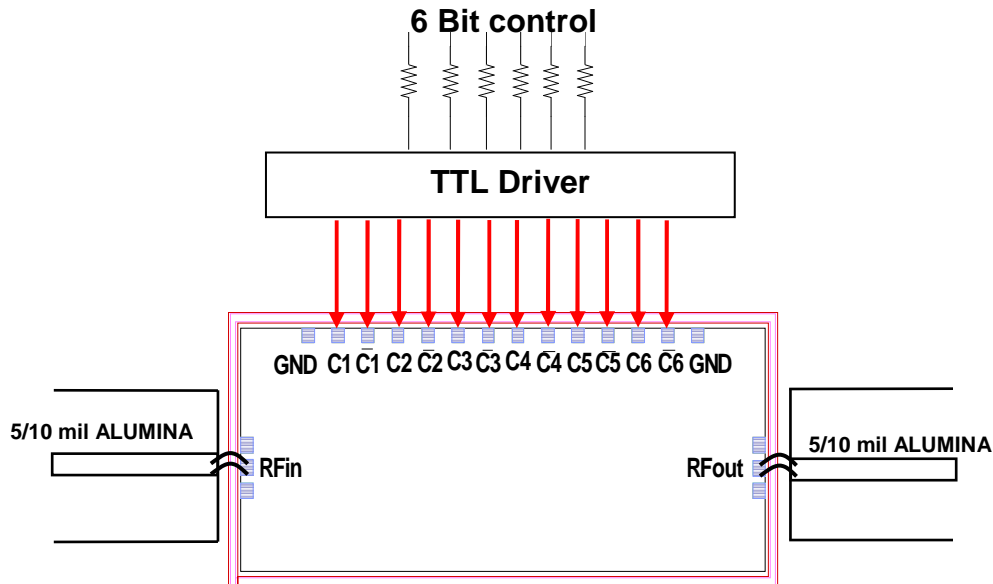 6 Bit control
TTL Driver
GND C1 C̅1 C2 C̅2 C3 C̅3 C4 C̅4 C5 C̅5 C6 C̅6 GND
5/10 mil ALUMINA
5/10 mil ALUMINA
RFin
RFout